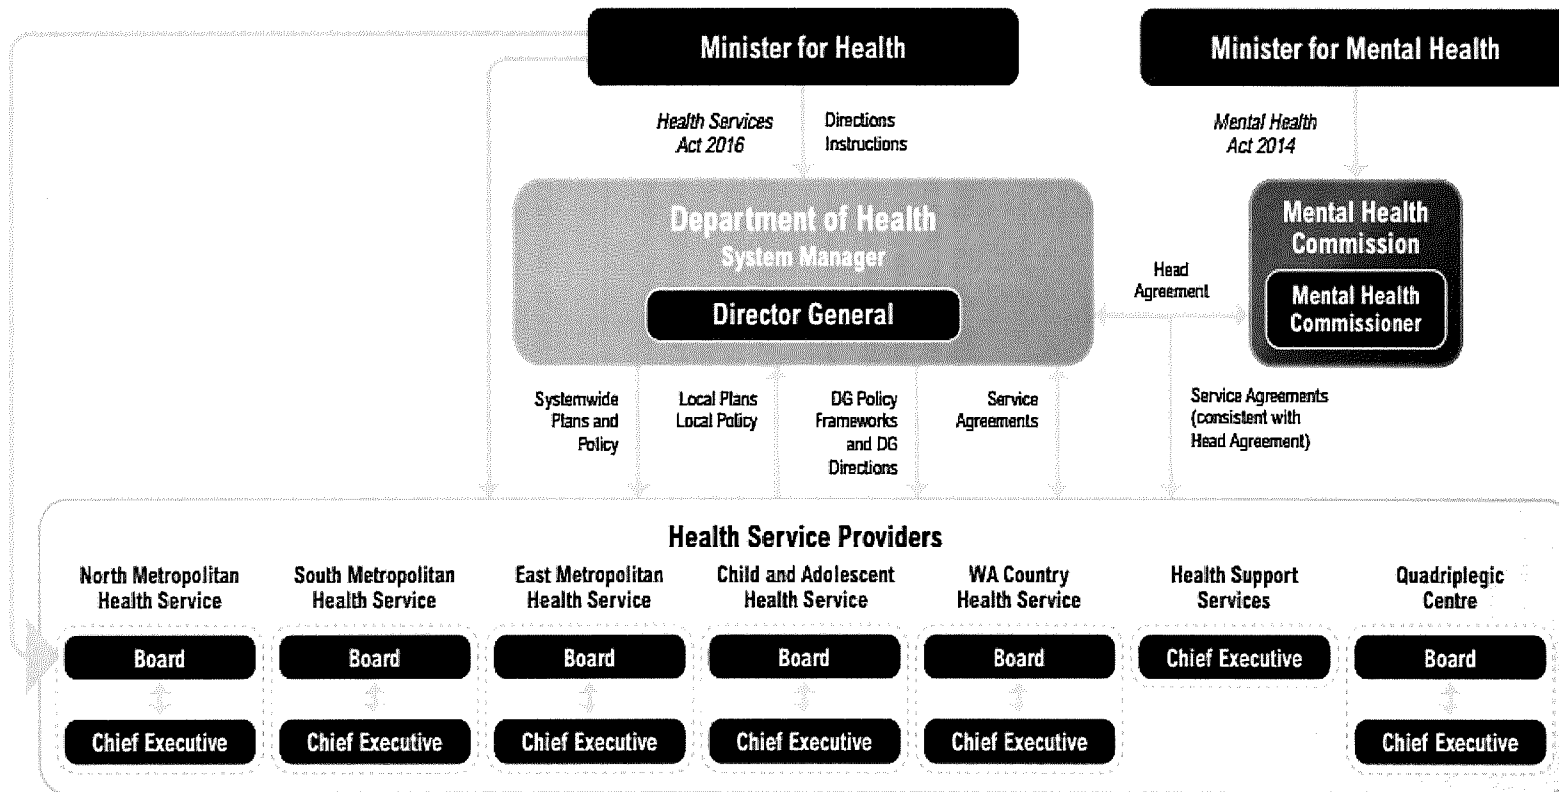 Minister for Health
Minister for Mental Health
Health Services
Act 2016
Directions
Instructions
Mental Health
Act 2014
Department of Health
System Manager
Director General
Mental Health
Commission
Mental Health
Commissioner
Head
Agreement
Systemwide
Plans and
Policy
Local Plans
Local Policy
DG Policy
Frameworks
and DG
Directions
Service
Agreements
Service Agreements
(consistent with
Head Agreement)
Health Service Providers
North Metropolitan
Health Service
South Metropolitan
Health Service
East Metropolitan
Health Service
Child and Adolescent
Health Service
WA Country
Health Service
Health Support
Services
Quadriplegic
Centre
Board
Board
Board
Board
Board
Chief Executive
Board
Chief Executive
Chief Executive
Chief Executive
Chief Executive
Chief Executive
Chief Executive